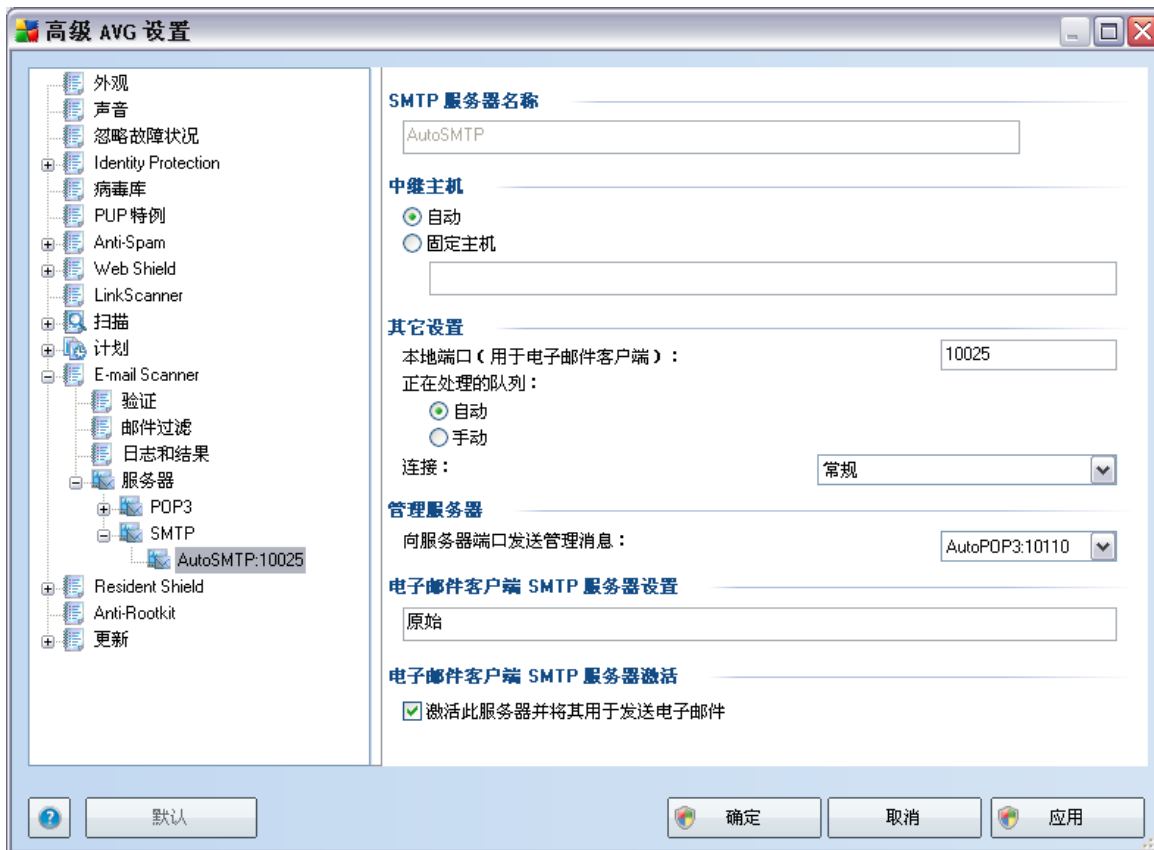 高级 AVG 设置
外观
声音
忽略故障状况
Identity Protection
病毒库
PUP 特例
Anti-Spam
Web Shield
LinkScanner
扫描
计划
E-mail Scanner
验证
邮件过滤
日志和结果
服务器
POP3
SMTP
AutoSMTP:10025
Resident Shield
Anti-Rootkit
更新
SMTP 服务器名称
AutoSMTP
中继主机
自动
固定主机
其它设置
本地端口（用于电子邮件客户端）： 10025
正在处理的队列：
自动
手动
连接： 常规
管理服务器
向服务器端口发送管理消息： AutoPOP3:10110
电子邮件客户端 SMTP 服务器设置
原始
电子邮件客户端 SMTP 服务器激活
激活此服务器并将其用于发送电子邮件
默认 确定 取消 应用